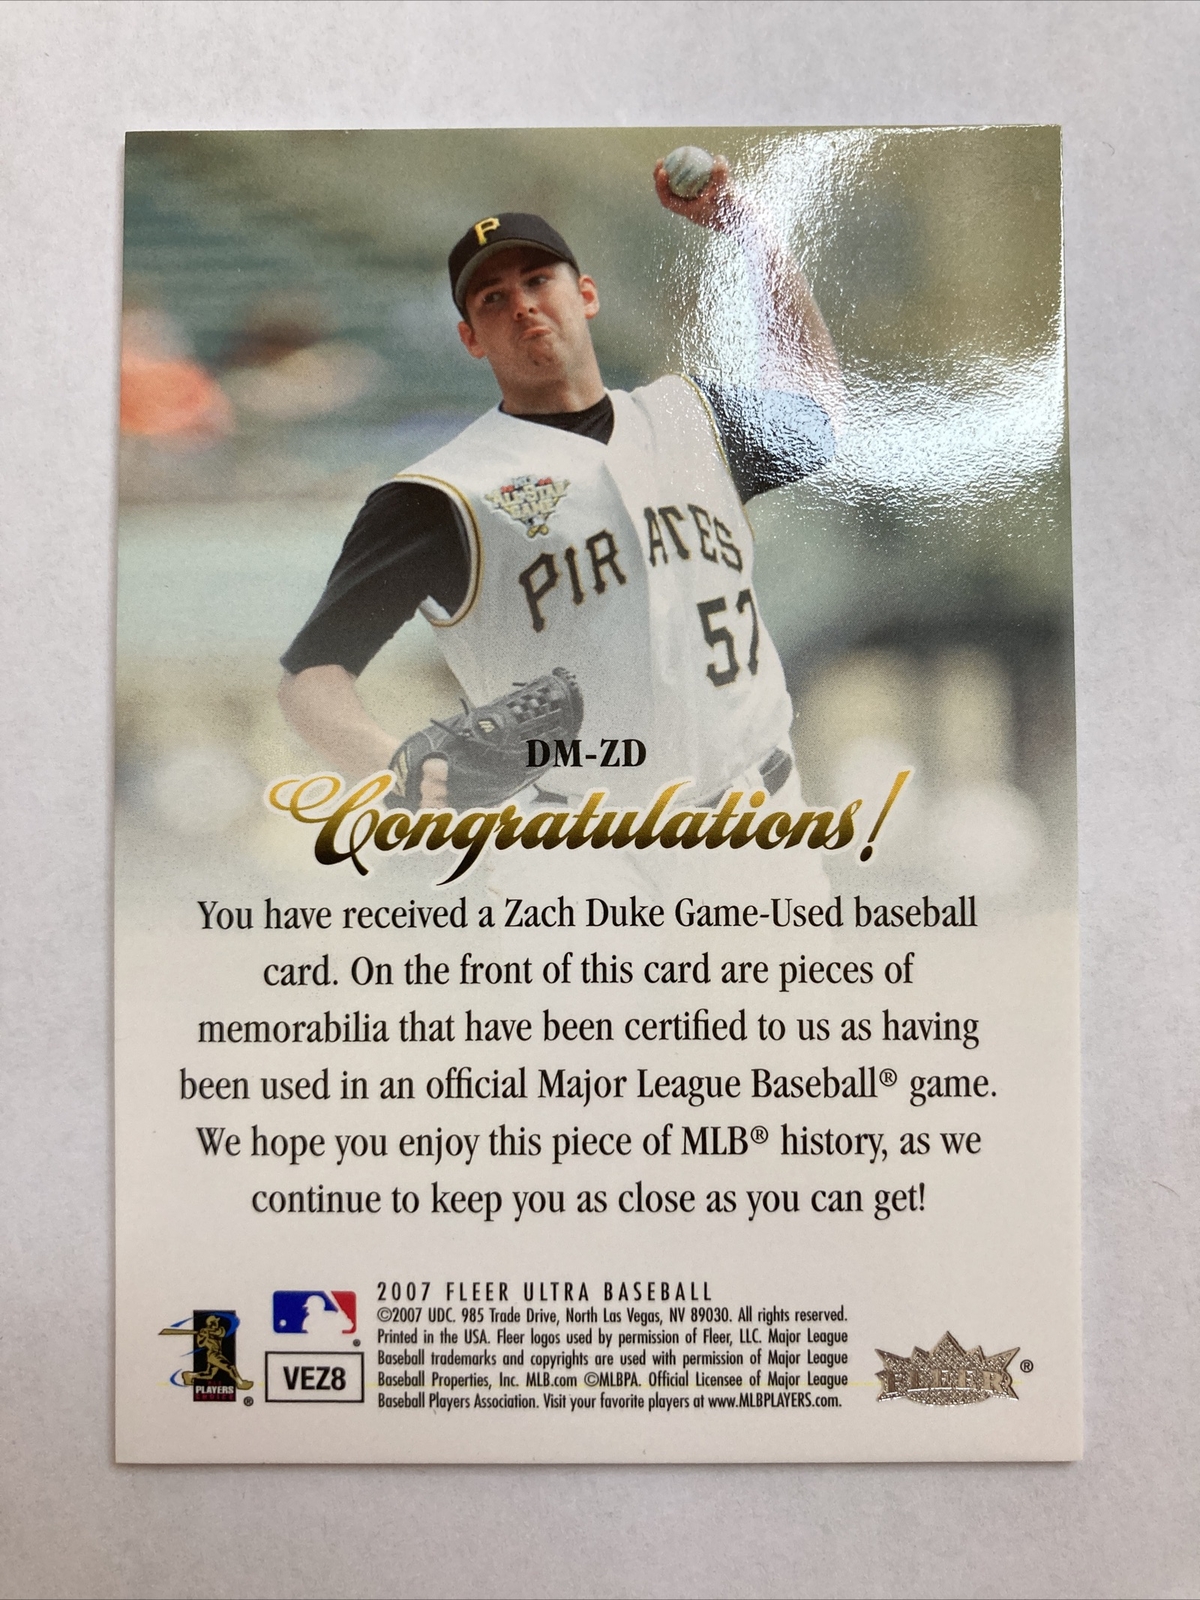 P
ALL-STAR
GAME
PIRATES
57
DM-ZD
Congratulations!
You have received a Zach Duke Game-Used baseball
card. On the front of this card are pieces of
memorabilia that have been certified to us as having
been used in an official Major League Baseball® game.
We hope you enjoy this piece of MLB® history, as we
continue to keep you as close as you can get!
2007 FLEER ULTRA BASEBALL
©2007 UDC. 985 Trade Drive, North Las Vegas, NV 89030. All rights reserved.
Printed in the USA. Fleer logos used by permission of Fleer, LLC. Major League
Baseball trademarks and copyrights are used with permission of Major League
Baseball Properties, Inc. MLB.com ©MLBPA. Official Licensee of Major League
Baseball Players Association. Visit your favorite players at www.MLBPLAYERS.com.
PLAYERS
CHOICE
®
®
VEZ8
FLEER®